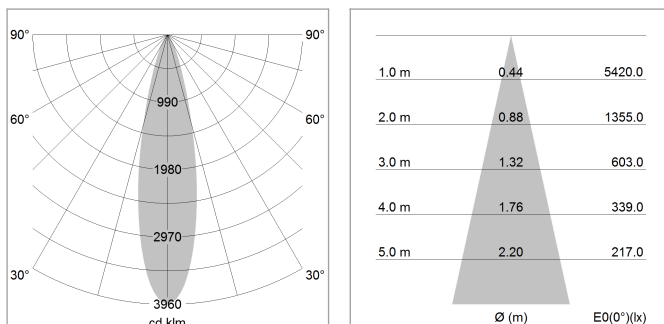 90° 90°
990
60° 60°
1980
2970
30° 30°
3960
cd klm
1.0 m 0.44 5420.0
2.0 m 0.88 1355.0
3.0 m 1.32 603.0
4.0 m 1.76 339.0
5.0 m 2.20 217.0
Ø (m) E0(0°)(lx)